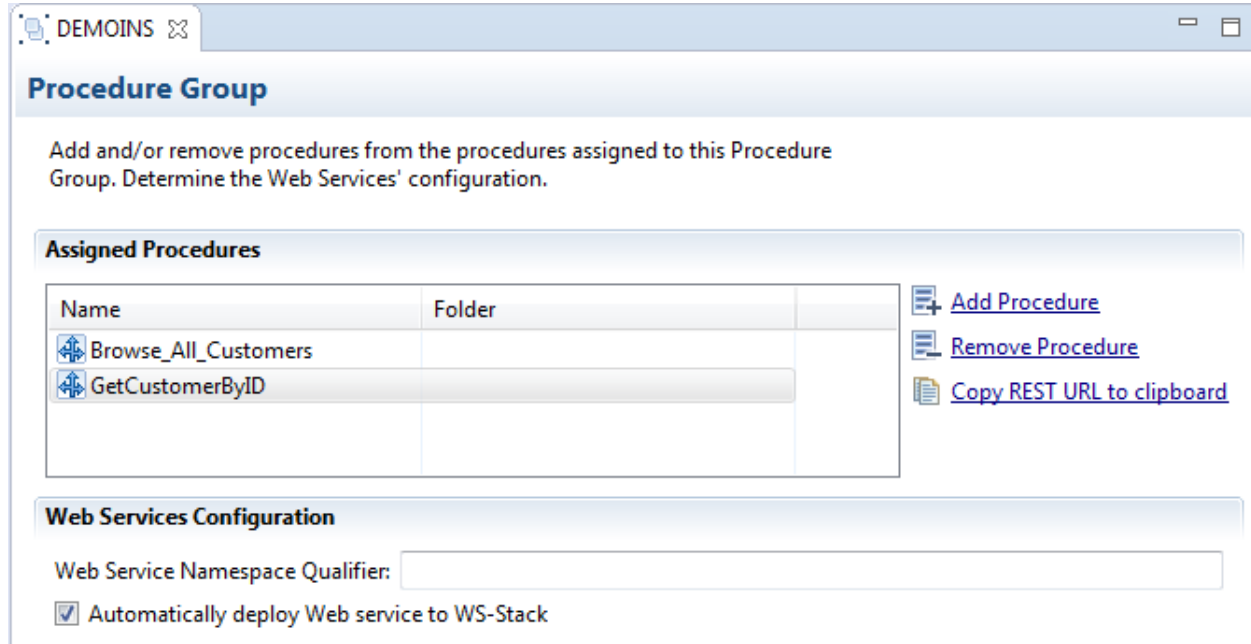 DEMOINS
Procedure Group
Add and/or remove procedures from the procedures assigned to this Procedure
Group. Determine the Web Services' configuration.
Assigned Procedures
Name Folder
Add Procedure
Browse_All_Customers
Remove Procedure
GetCustomerByID
Copy REST URL to clipboard
Web Services Configuration
Web Service Namespace Qualifier:
Automatically deploy Web service to WS-Stack